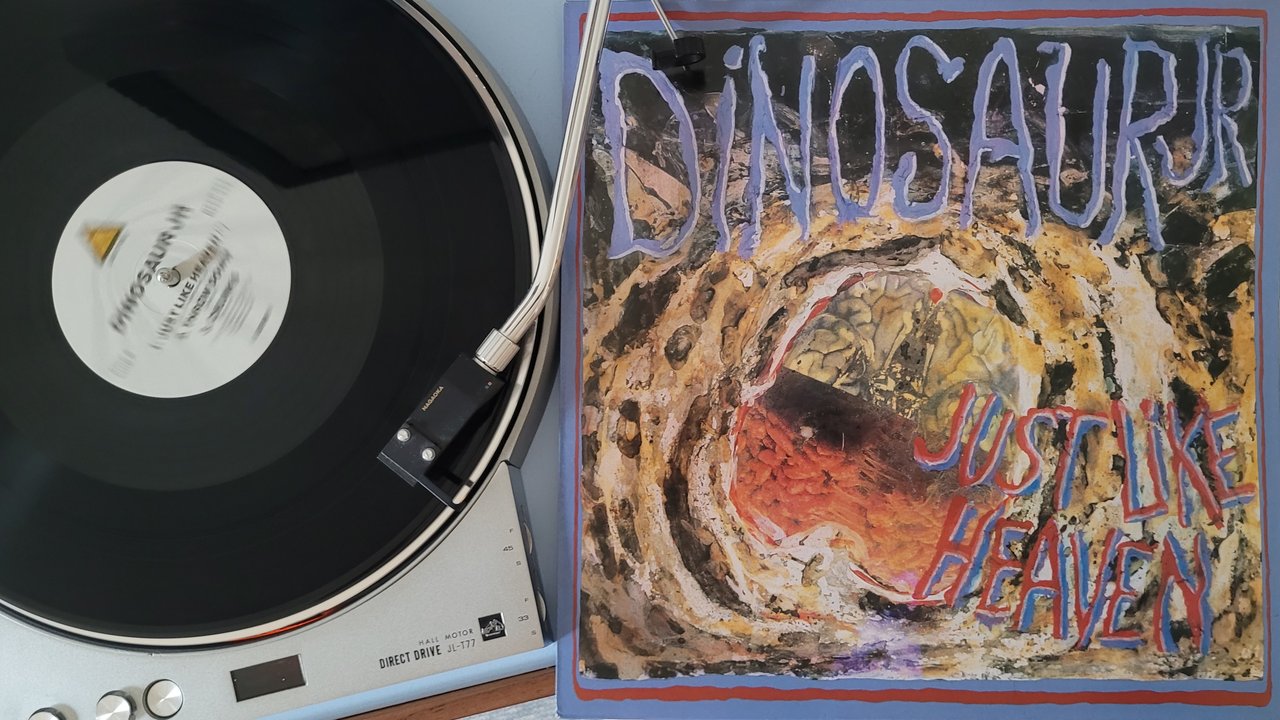 DiNOSAUR JR
JUST LIKE
HEAVEN
DINOSAUR JR
JUST LIKE HEAVEN
NAGAOKA
45
33
HALL MOTOR
DIRECT DRIVE JL-T77